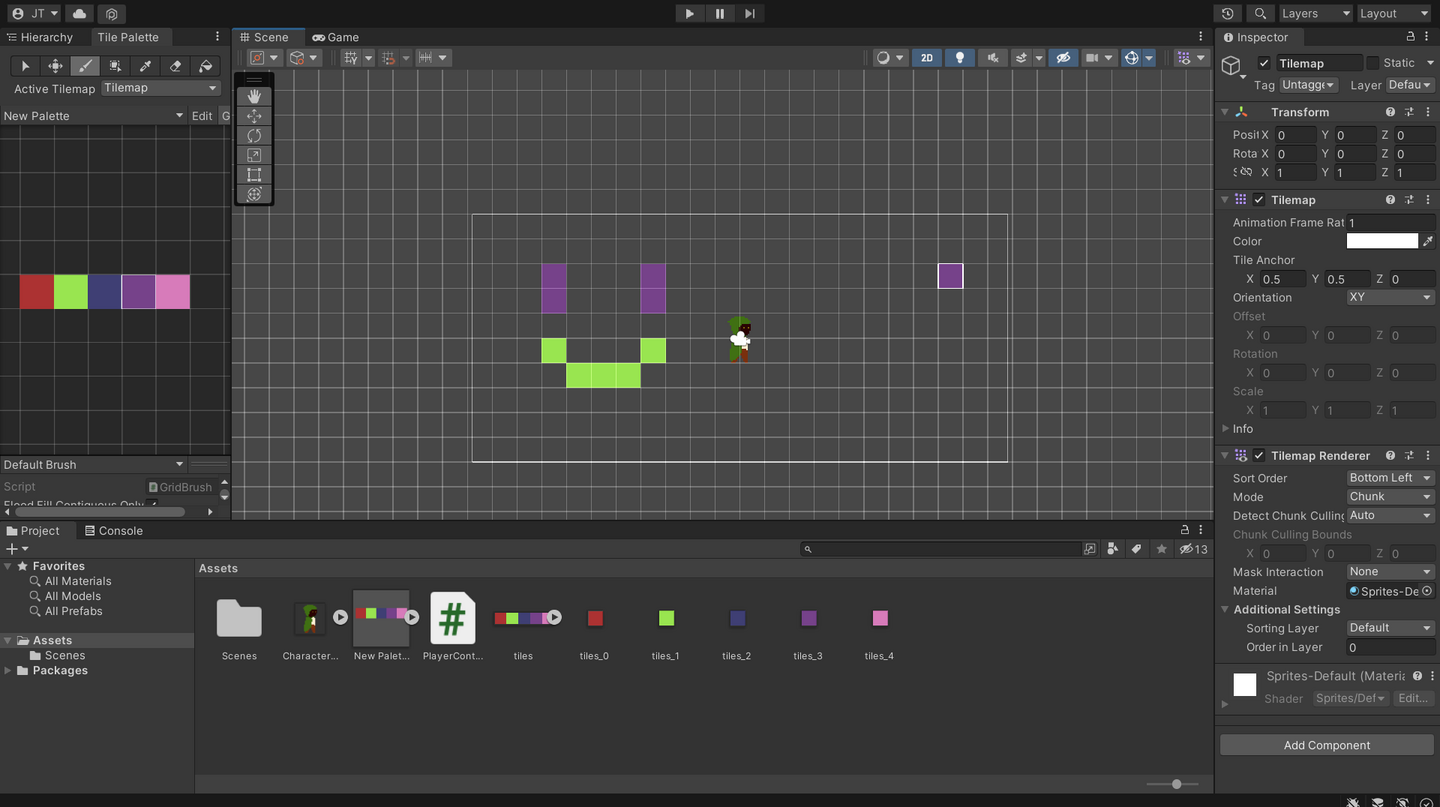 JT
Layers
Layout
Hierarchy
Tile Palette
Scene
Game
Inspector
Active Tilemap
Tilemap
New Palette
Edit
G
2D
Tilemap
Static
Tag
Untagge
Layer
Defau
Transform
Posit X 0 Y 0 Z 0
Rota X 0 Y 0 Z 0
S X 1 Y 1 Z 1
Tilemap
Animation Frame Rat 1
Color
Tile Anchor
X 0.5 Y 0.5 Z 0
Orientation XY
Offset
X 0 Y 0 Z 0
Rotation
X 0 Y 0 Z 0
Scale
X 1 Y 1 Z 1
Info
Tilemap Renderer
Sort Order Bottom Left
Mode Chunk
Detect Chunk Culling Auto
Chunk Culling Bounds
X 0 Y 0 Z 0
Mask Interaction None
Material Sprites-De
Additional Settings
Sorting Layer Default
Order in Layer 0
Sprites-Default (Materia
Shader Sprites/Def Edit...
Add Component
Default Brush
Script GridBrush
Flood Fill Contiguous Only
Project
Console
13
Favorites
All Materials
All Models
All Prefabs
Assets
Scenes
Packages
Assets
Scenes
Character...
New Palet...
PlayerCont...
tiles
tiles_0
tiles_1
tiles_2
tiles_3
tiles_4